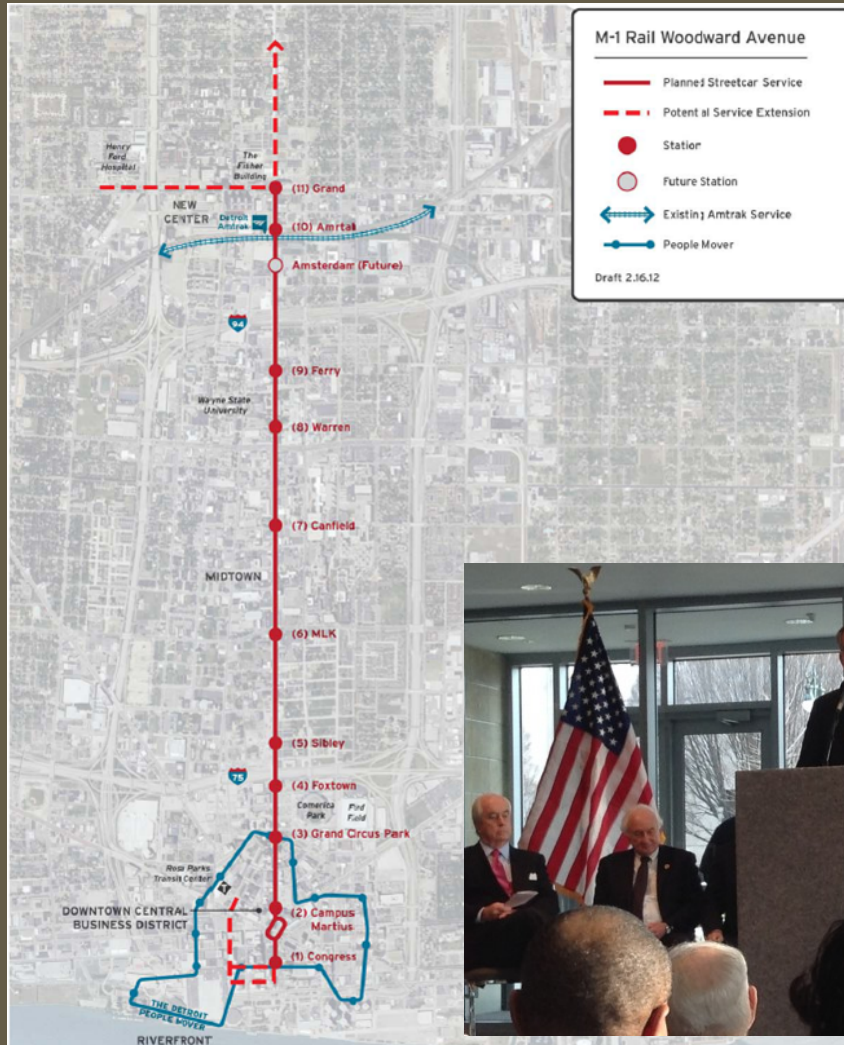 M-1 Rail Woodward Avenue
Planned Streetcar Service
Potential Service Extension
Station
Future Station
Existing Amtrak Service
People Mover
Draft 2.16.12
Henry
Ford
Hospital
The
Fisher
Building
(11) Grand
NEW
CENTER
Detroit
Amtrak
(10) Amrtak
Amsterdam (Future)
94
(9) Ferry
Wayne State
University
(8) Warren
(7) Canfield
MIDTOWN
(6) MLK
(5) Sibley
75
(4) Foxtown
Comerica
Park
Ford
Field
(3) Grand Circus Park
Rosa Parks
Transit Center
T
DOWNTOWN CENTRAL
BUSINESS DISTRICT
(2) Campus
Martius
(1) Congress
THE DETROIT
PEOPLE MOVER
RIVERFRONT